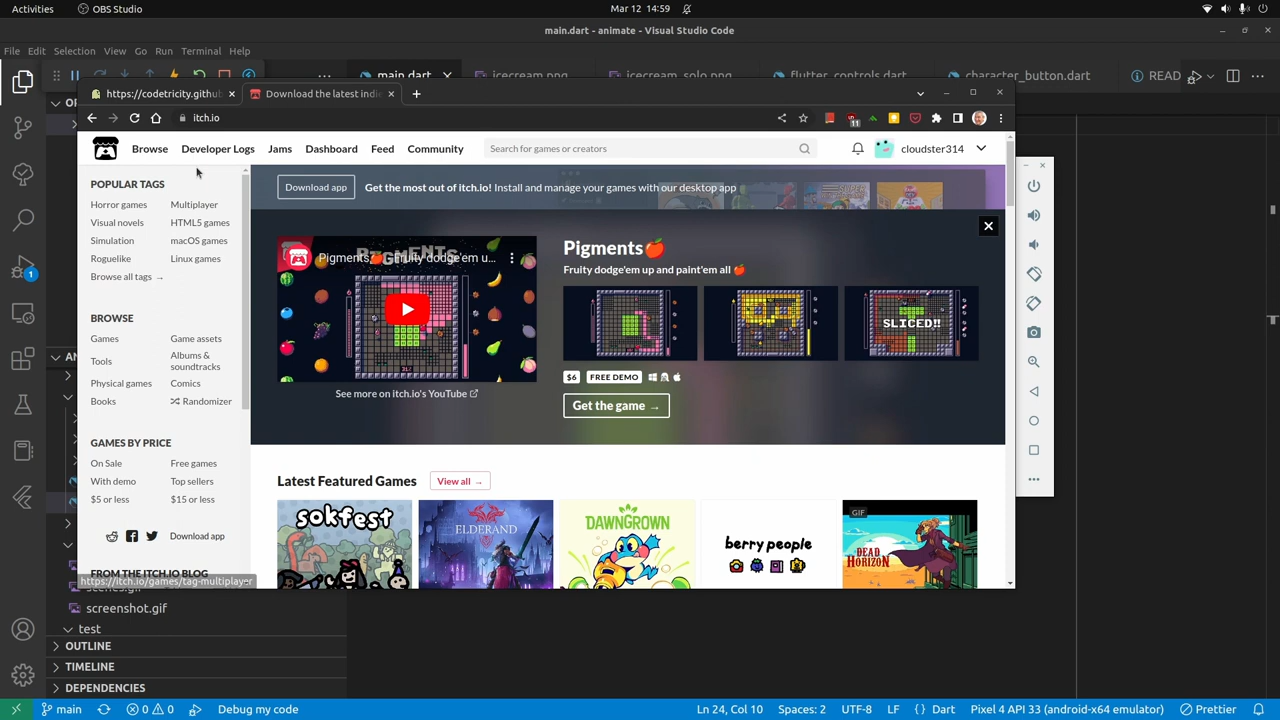 Activities
OBS Studio
Mar 12 14:59
main.dart - animate - Visual Studio Code
File Edit Selection View Go Run Terminal Help
main.dart
icecream.png
icecream_solo.png
flutter_controls.dart
character_button.dart
READ
https://codetricity.github
Download the latest indie
itch.io
11
Browse
Developer Logs
Jams
Dashboard
Feed
Community
Search for games or creators
cloudster314
POPULAR TAGS
Horror games
Multiplayer
Visual novels
HTML5 games
Simulation
macOS games
Roguelike
Linux games
Browse all tags →
BROWSE
Games
Game assets
Tools
Albums &
soundtracks
Physical games
Comics
Books
Randomizer
GAMES BY PRICE
On Sale
Free games
With demo
Top sellers
$5 or less
$15 or less
Download app
FROM THE ITCH.IO BLOG
https://itch.io/games/tag-multiplayer
Download app
Get the most out of itch.io! Install and manage your games with our desktop app
Pigments🍎 - Fruity dodge'em u...
See more on itch.io's YouTube
Pigments🍎
Fruity dodge'em up and paint'em all 🍎
SLICED!!
$6
FREE DEMO
Get the game →
Latest Featured Games
View all →
sokfest
ELDERAND
DAWNGROWN
berry people
GIF
DEAD
HORIZON
1
screenshot.gif
test
OUTLINE
TIMELINE
DEPENDENCIES
main
0
0
Debug my code
Ln 24, Col 10
Spaces: 2
UTF-8
LF
{ } Dart
Pixel 4 API 33 (android-x64 emulator)
Prettier